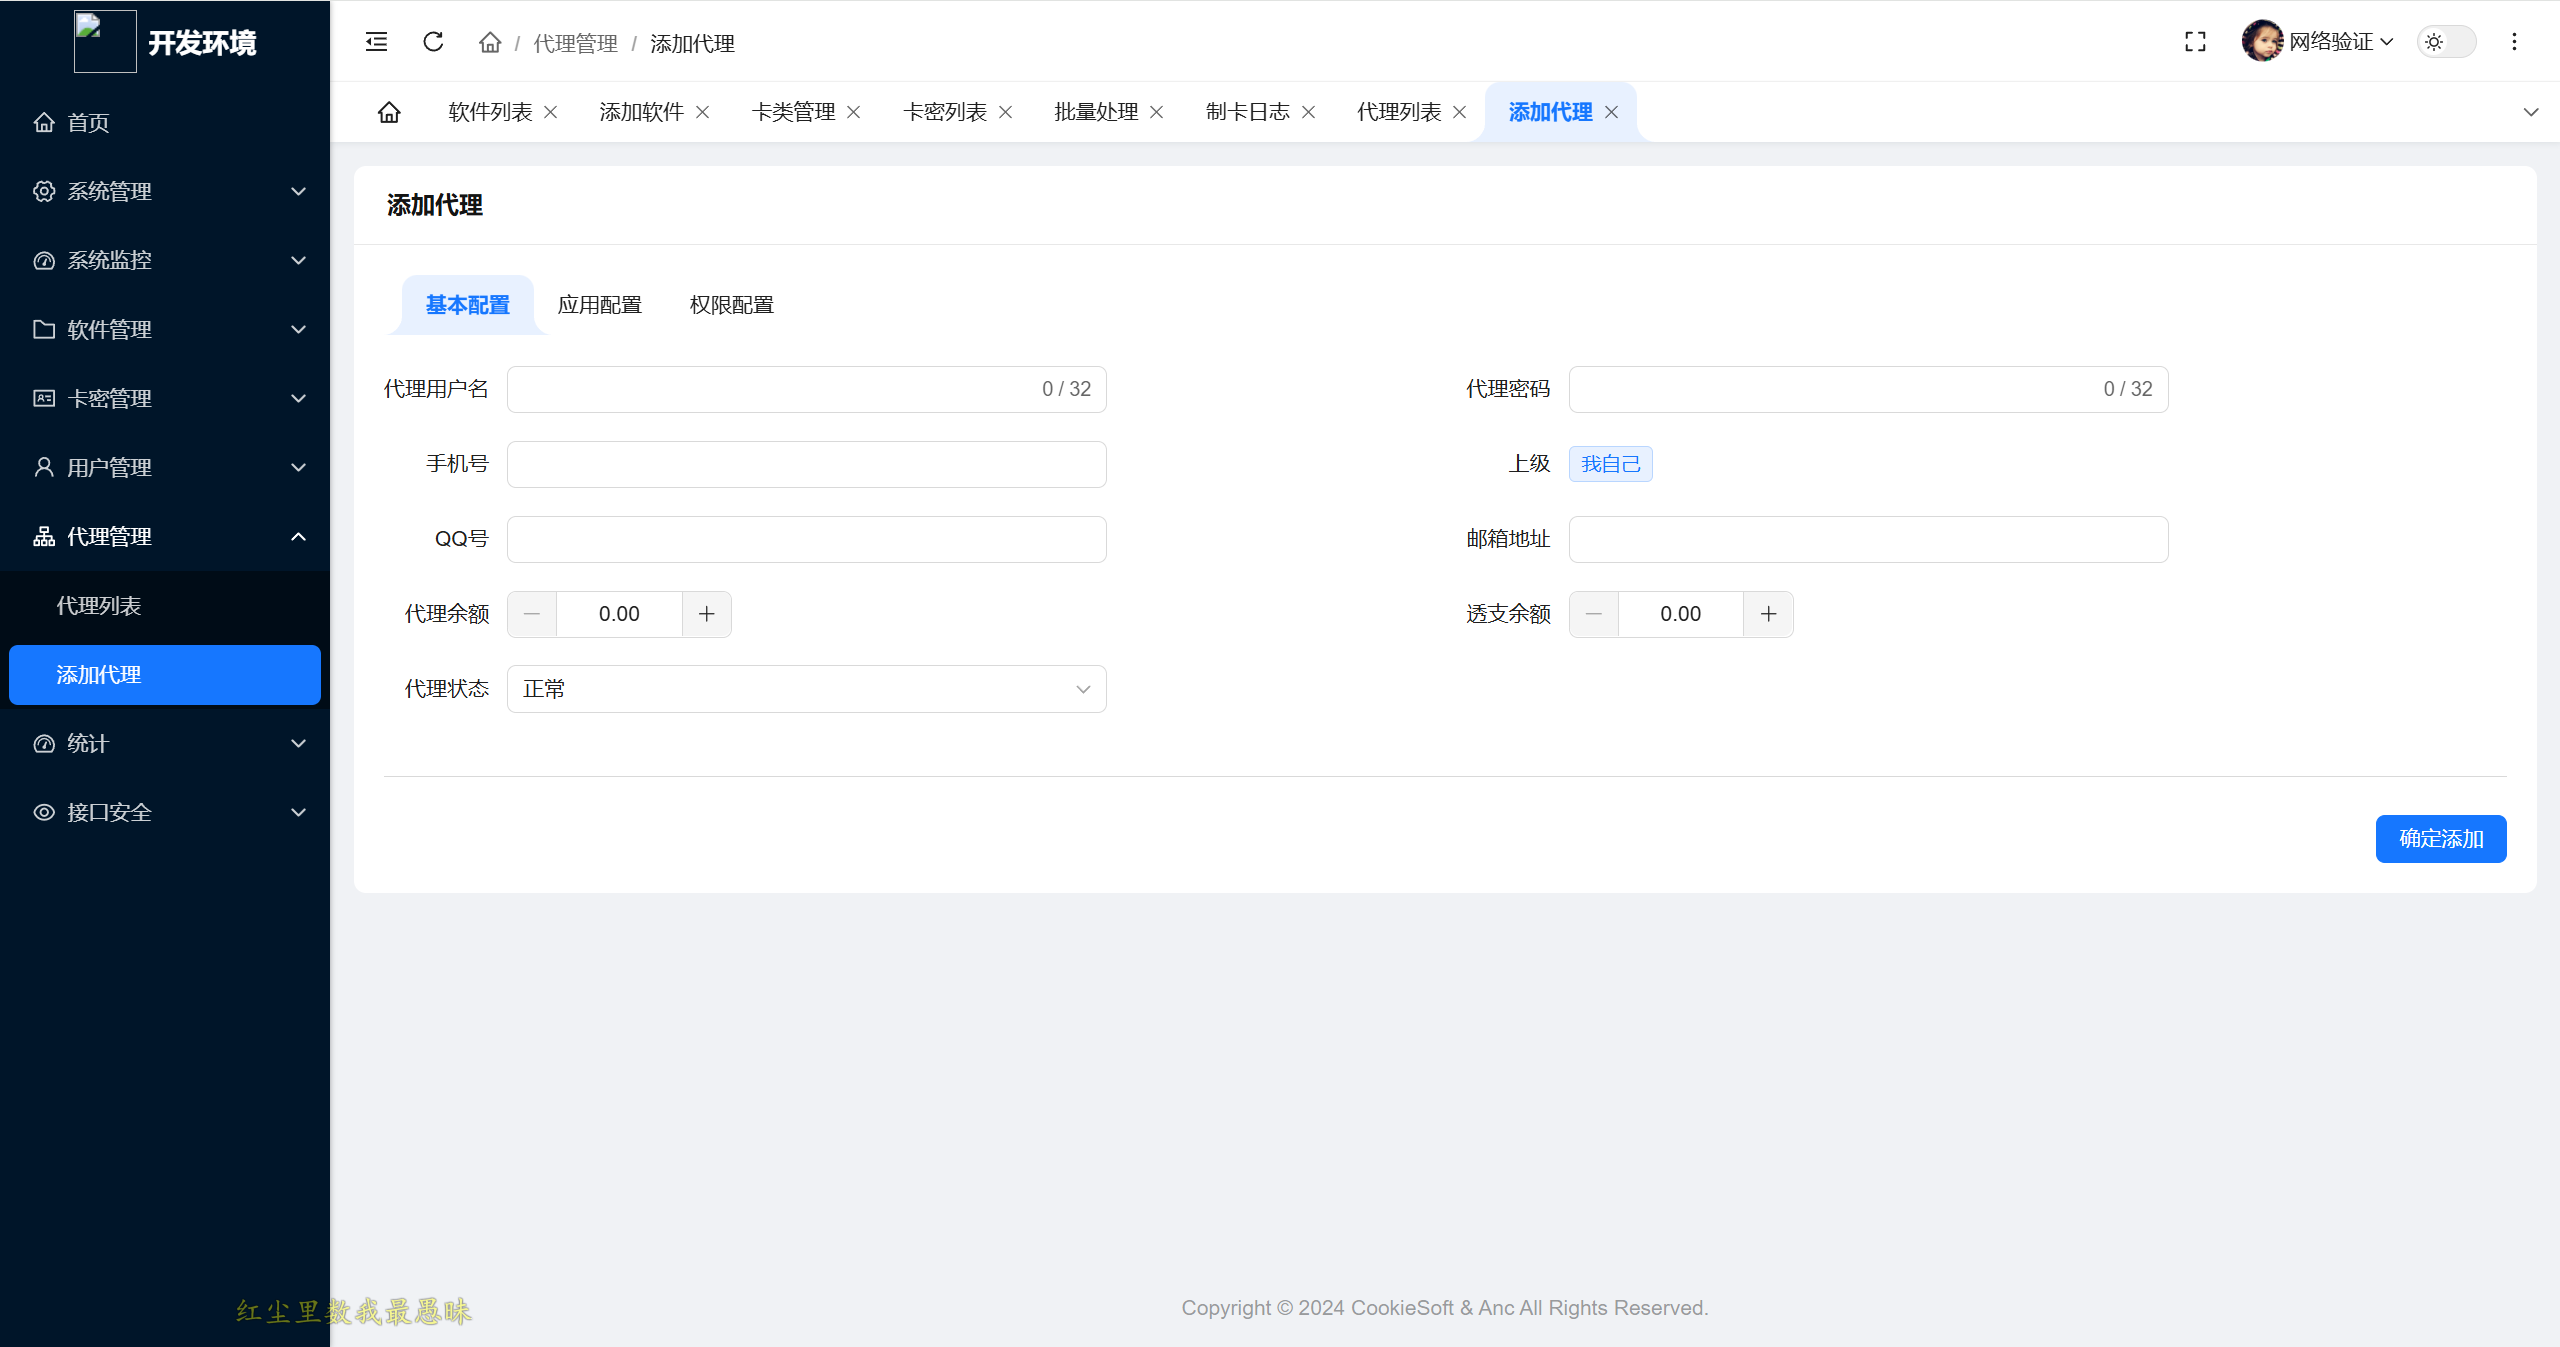 开发环境
首页
系统管理
系统监控
软件管理
卡密管理
用户管理
代理管理
代理列表
添加代理
统计
接口安全
/ 代理管理 / 添加代理
网络验证
软件列表
添加软件
卡类管理
卡密列表
批量处理
制卡日志
代理列表
添加代理
添加代理
基本配置
应用配置
权限配置
代理用户名 0 / 32
代理密码 0 / 32
手机号
上级 我自己
QQ号
邮箱地址
代理余额 0.00
透支余额 0.00
代理状态 正常
确定添加
Copyright © 2024 CookieSoft & Anc All Rights Reserved.
红尘里数我最愚昧